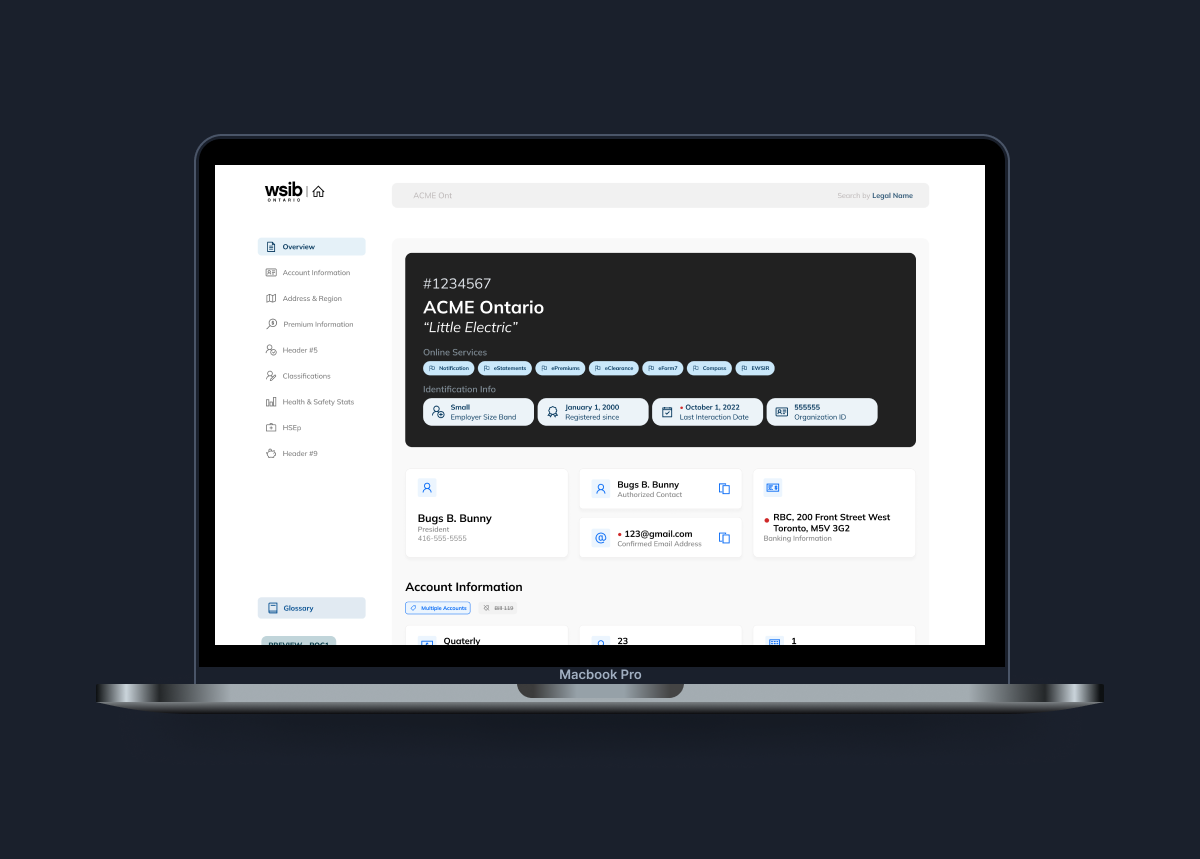 wsib
ONTARIO
ACME Ont
Search by Legal Name
Overview
Account Information
Address & Region
Premium Information
Header #5
Classifications
Health & Safety Stats
HSEp
Header #9
Glossary
PREVIEW - POC1
#1234567
ACME Ontario
“Little Electric”
Online Services
Notification
eStatements
ePremiums
eClearance
eForm7
Compass
EWSIR
Identification Info
Small
Employer Size Band
January 1, 2000
Registered since
October 1, 2022
Last Interaction Date
555555
Organization ID
Bugs B. Bunny
President
416-555-5555
Bugs B. Bunny
Authorized Contact
123@gmail.com
Confirmed Email Address
RBC, 200 Front Street West
Toronto, M5V 3G2
Banking Information
Account Information
Multiple Accounts
Bill 119
Quaterly
23
1
Macbook Pro